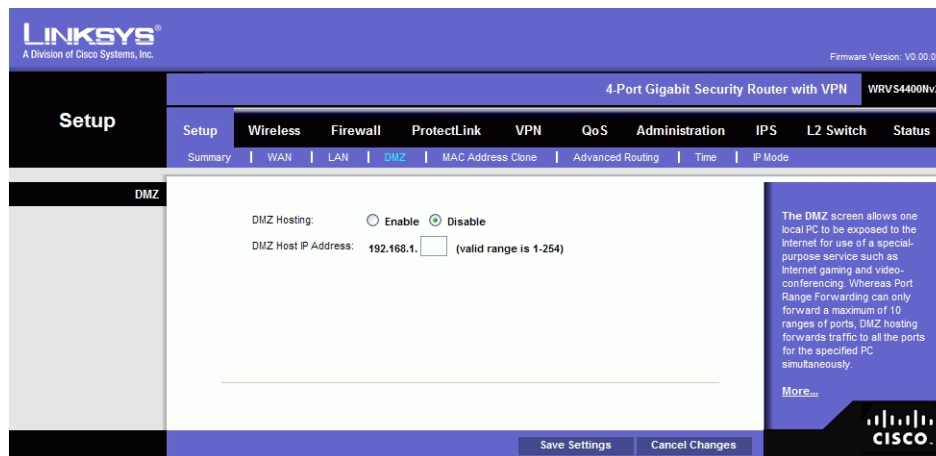 LINKSYS®
A Division of Cisco Systems, Inc.
Firmware Version: V0.00.0
4-Port Gigabit Security Router with VPN WRVS4400Nv
Setup
Setup Wireless Firewall ProtectLink VPN QoS Administration IPS L2 Switch Status
Summary | WAN | LAN | DMZ | MAC Address Clone | Advanced Routing | Time | IP Mode
DMZ
DMZ Hosting: Enable Disable
DMZ Host IP Address: 192.168.1. (valid range is 1-254)
The DMZ screen allows one
local PC to be exposed to the
Internet for use of a special-
purpose service such as
Internet gaming and video-
conferencing. Whereas Port
Range Forwarding can only
forward a maximum of 10
ranges of ports, DMZ hosting
forwards traffic to all the ports
for the specified PC
simultaneously.
More...
Save Settings Cancel Changes
CISCO.